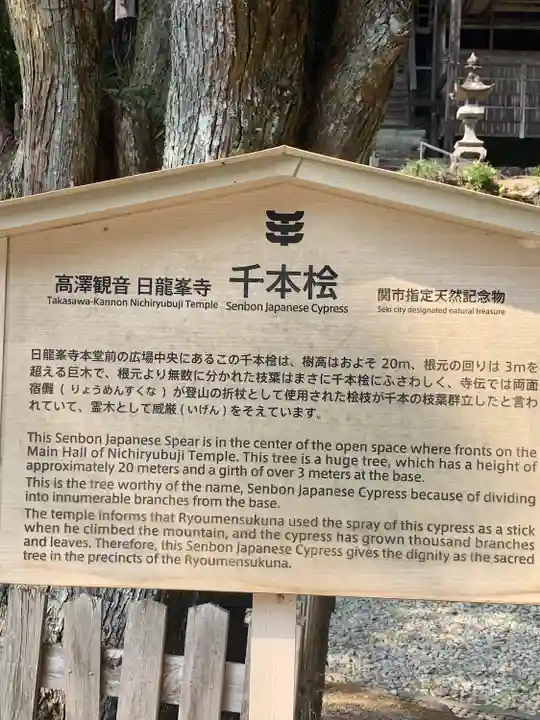 高澤観音 日龍峯寺 千本桧 関市指定天然記念物
Takasawa-Kannon Nichiryubuji Temple Senbon Japanese Cypress Seki city designated natural treasure
日龍峯寺本堂前の広場中央にあるこの千本桧は、樹高はおよそ 20m、根元の回りは 3mを
超える巨木で、根元より無数に分かれた枝葉はまさに千本桧にふさわしく、寺伝では両面
宿儺 ( りょうめんすくな ) が登山の折杖として使用された桧枝が千本の枝葉群立したと言わ
れていて、霊木として威厳 ( いげん ) をそえています。
This Senbon Japanese Spear is in the center of the open space where fronts on the
Main Hall of Nichiryubuji Temple. This tree is a huge tree, which has a height of
approximately 20 meters and a girth of over 3 meters at the base.
This is the tree worthy of the name, Senbon Japanese Cypress because of dividing
into innumerable branches from the base.
The temple informs that Ryoumensukuna used the spray of this cypress as a stick
when he climbed the mountain, and the cypress has grown thousand branches
and leaves. Therefore, this Senbon Japanese Cypress gives the dignity as the sacred
tree in the precincts of the Ryoumensukuna.